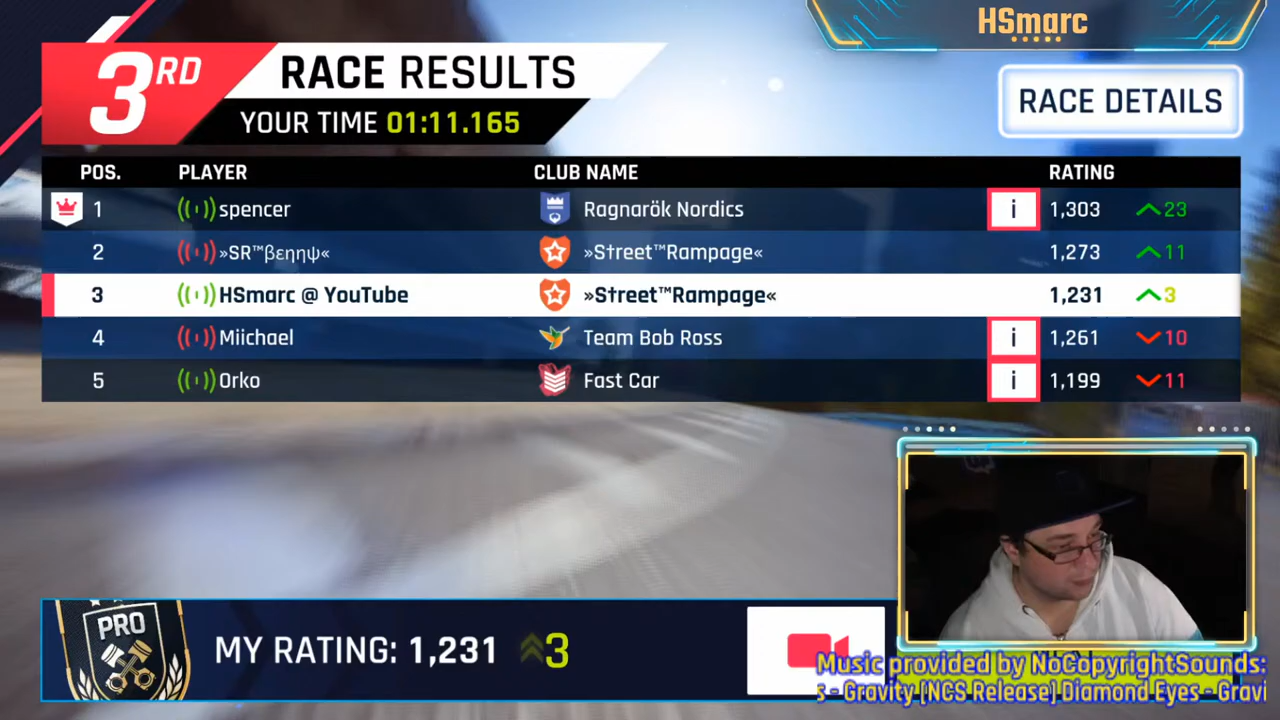 HSmarc
3RD
RACE RESULTS
YOUR TIME 01:11.165
RACE DETAILS
POS. PLAYER CLUB NAME RATING
1 spencer Ragnarök Nordics i 1,303 23
2 »SR™βεηηψ« »S†reet™Rampage« 1,273 11
3 HSmarc @ YouTube »S†reet™Rampage« 1,231 3
4 Miichael Team Bob Ross i 1,261 10
5 Orko Fast Car i 1,199 11
PRO
MY RATING: 1,231 3
Music provided by NoCopyrightSounds:
s - Gravity [NCS Release] Diamond Eyes - Gravi